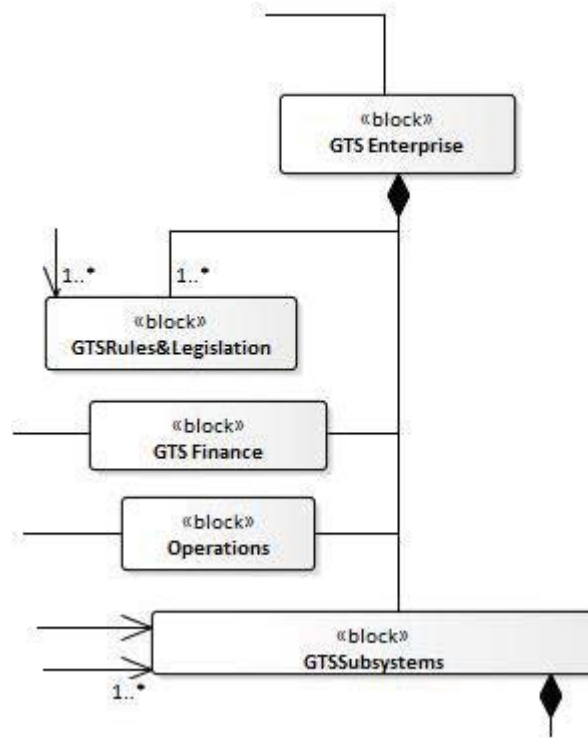 «block»
GTS Enterprise
1..*
1..*
«block»
GTSRules&Legislation
«block»
GTS Finance
«block»
Operations
«block»
GTSSubsystems
1..*